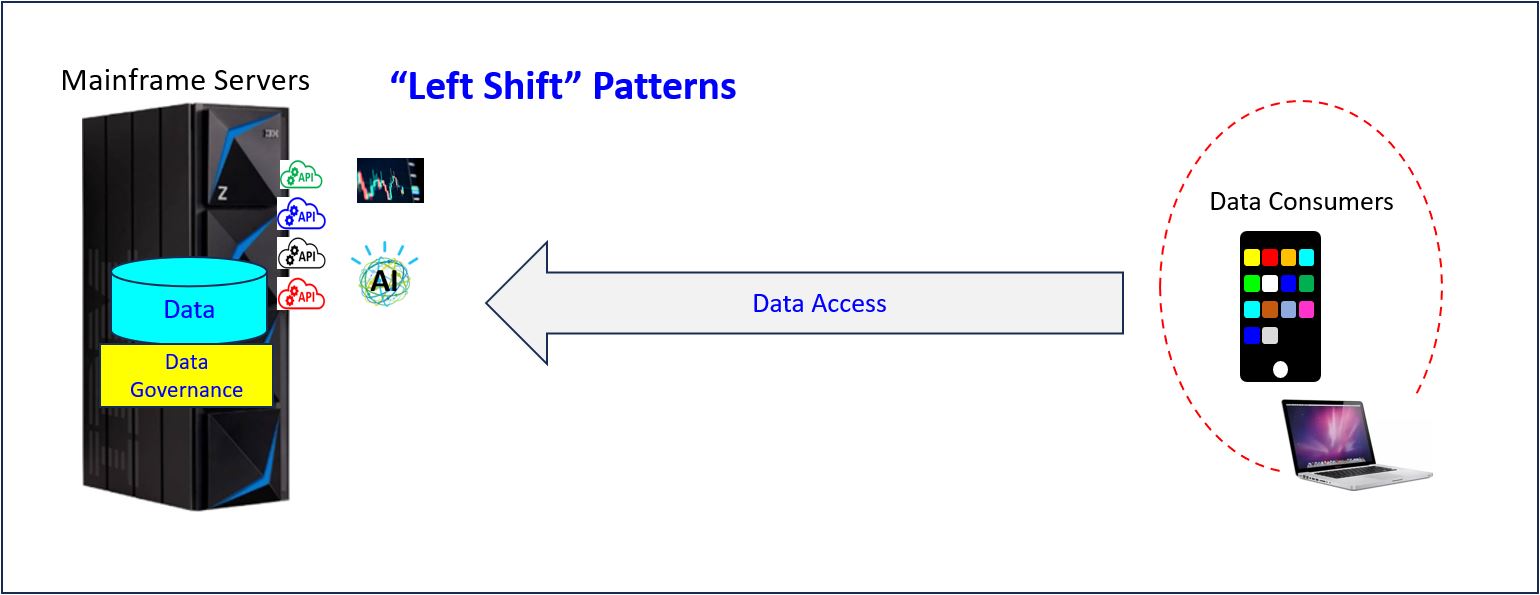 Mainframe Servers
“Left Shift” Patterns
IBM
Z
API
API
API
API
AI
Data
Data
Governance
Data Access
Data Consumers